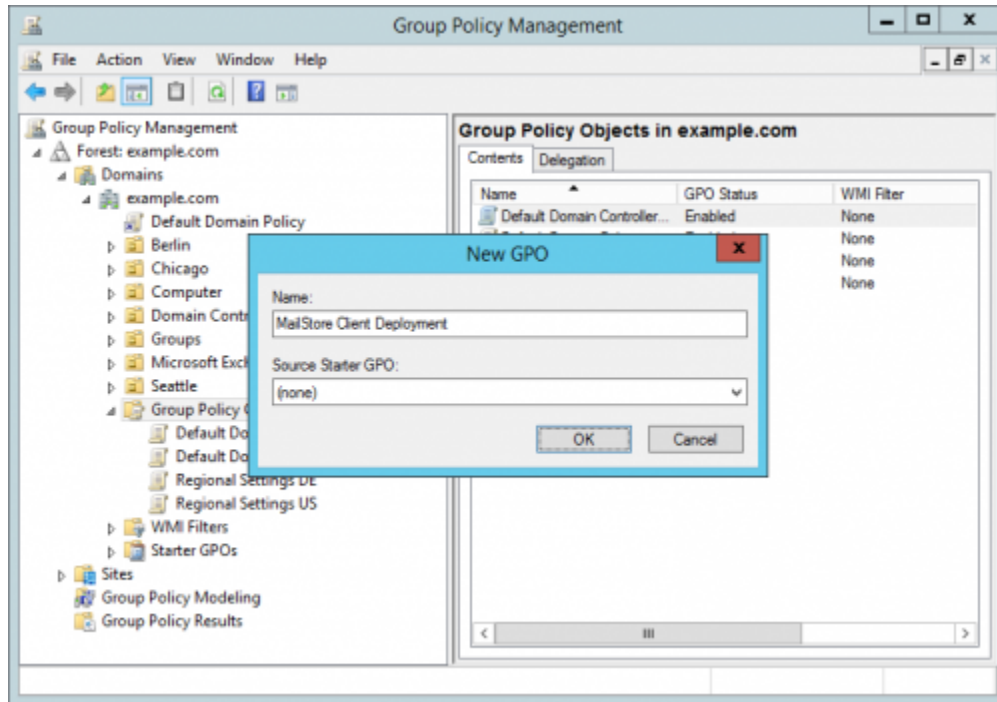 Group Policy Management
File Action View Window Help
Group Policy Management
Forest: example.com
Domains
example.com
Default Domain Policy
Berlin
Chicago
Computer
Domain Contr
Groups
Microsoft Exch
Seattle
Group Policy
Default Do
Default Do
Regional Settings DE
Regional Settings US
WMI Filters
Starter GPOs
Sites
Group Policy Modeling
Group Policy Results
Group Policy Objects in example.com
Contents Delegation
Name GPO Status WMI Filter
Default Domain Controller... Enabled None
None
None
None
New GPO
Name:
MailStore Client Deployment
Source Starter GPO:
(none)
OK Cancel